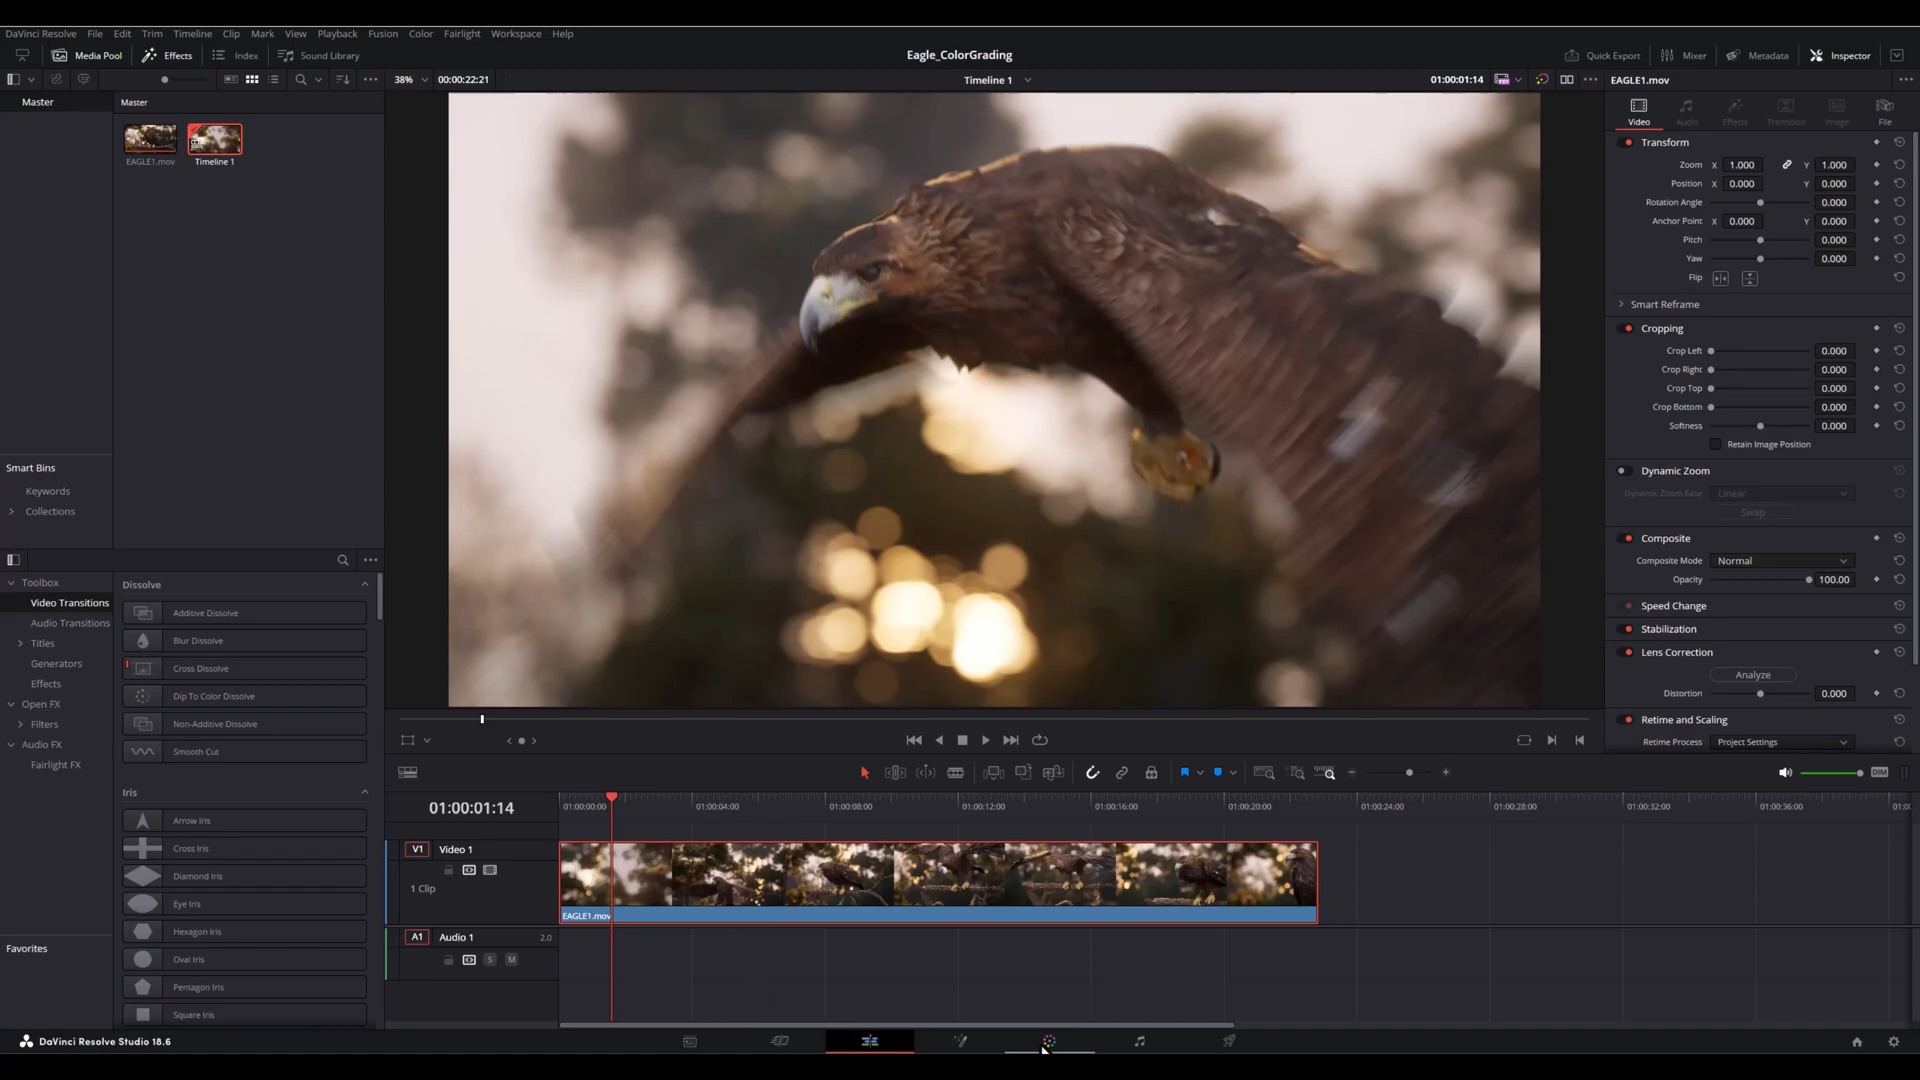 DaVinci Resolve File Edit Trim Timeline Clip Mark View Playback Fusion Color Fairlight Workspace Help
Media Pool Effects Index Sound Library Eagle_ColorGrading Quick Export Mixer Metadata Inspector
38% 00:00:22:21 Timeline 1 01:00:01:14 EAGLE1.mov
Master
Master
EAGLE1.mov
Timeline 1
Smart Bins
Keywords
Collections
Toolbox
Video Transitions
Audio Transitions
Titles
Generators
Effects
Open FX
Filters
Audio FX
Fairlight FX
Favorites
Dissolve
Additive Dissolve
Blur Dissolve
Cross Dissolve
Dip To Color Dissolve
Non-Additive Dissolve
Smooth Cut
Iris
Arrow Iris
Cross Iris
Diamond Iris
Eye Iris
Hexagon Iris
Oval Iris
Pentagon Iris
Square Iris
Video Audio Effects Transition Image File
Transform
Zoom X 1.000 Y 1.000
Position X 0.000 Y 0.000
Rotation Angle 0.000
Anchor Point X 0.000 Y 0.000
Pitch 0.000
Yaw 0.000
Flip
Smart Reframe
Cropping
Crop Left 0.000
Crop Right 0.000
Crop Top 0.000
Crop Bottom 0.000
Softness 0.000
Retain Image Position
Dynamic Zoom
Dynamic Zoom Ease Linear
Swap
Composite
Composite Mode Normal
Opacity 100.00
Speed Change
Stabilization
Lens Correction
Analyze
Distortion 0.000
Retime and Scaling
Retime Process Project Settings
DIM
01:00:01:14 01:00:00:00 01:00:04:00 01:00:08:00 01:00:12:00 01:00:16:00 01:00:20:00 01:00:24:00 01:00:28:00 01:00:32:00 01:00:36:00
V1 Video 1
1 Clip
EAGLE1.mov
A1 Audio 1 2.0
S M
DaVinci Resolve Studio 18.6